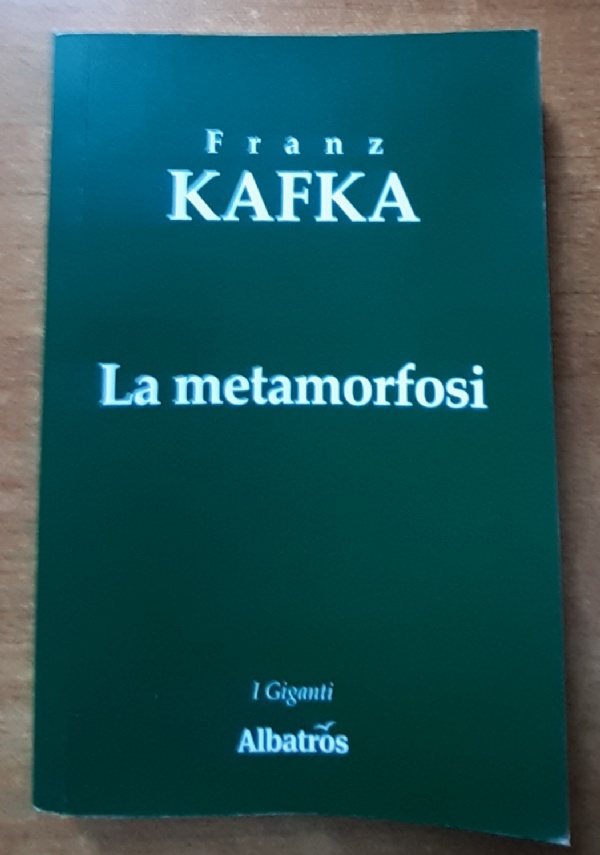 Franz
KAFKA
La metamorfosi
I Giganti
Albatros